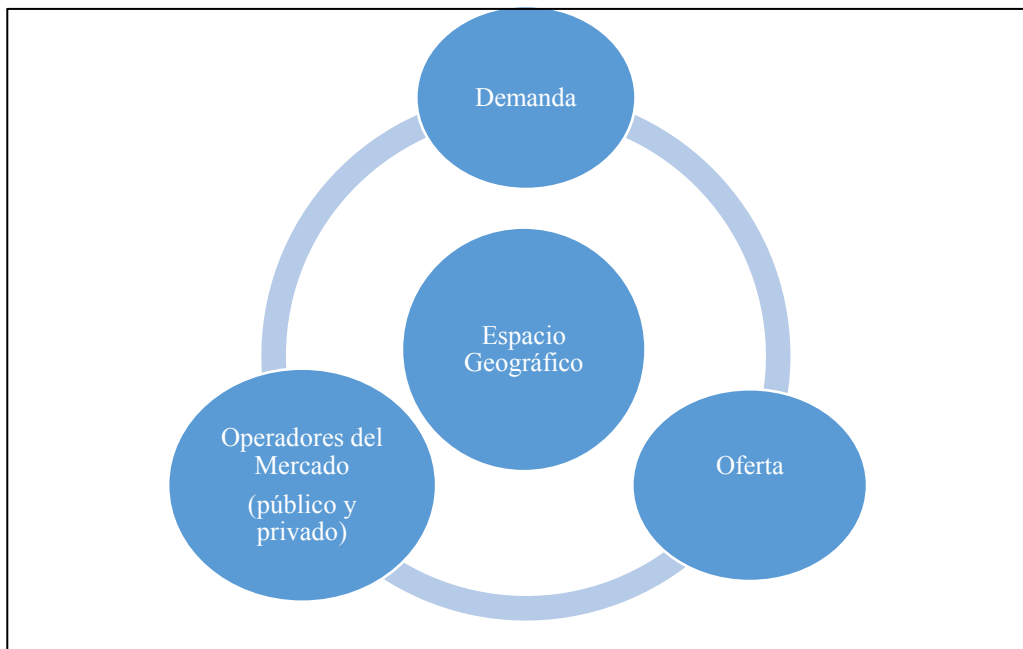 Demanda
Espacio
Geográfico
Operadores del
Mercado
(público y
privado)
Oferta